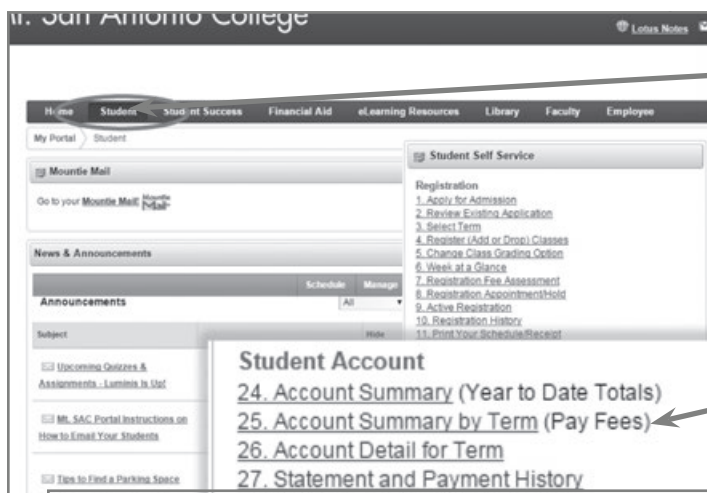 Mt. San Antonio College
Lotus Notes
Home Student Student Success Financial Aid eLearning Resources Library Faculty Employee
My Portal Student
Mountie Mail
Go to your Mountie Mail: Mountie Mail
News & Announcements
Schedule Manage
Announcements All
Subject Hide
Upcoming Quizzes &
Assignments - Luminis Is Up!
Mt. SAC Portal Instructions on
How to Email Your Students
Tips to Find a Parking Space
Student Self Service
Registration
1. Apply for Admission
2. Review Existing Application
3. Select Term
4. Register (Add or Drop) Classes
5. Change Class Grading Option
6. Week at a Glance
7. Registration Fee Assessment
8. Registration Appointment/Hold
9. Active Registration
10. Registration History
11. Print Your Schedule/Receipt
Student Account
24. Account Summary (Year to Date Totals)
25. Account Summary by Term (Pay Fees)
26. Account Detail for Term
27. Statement and Payment History